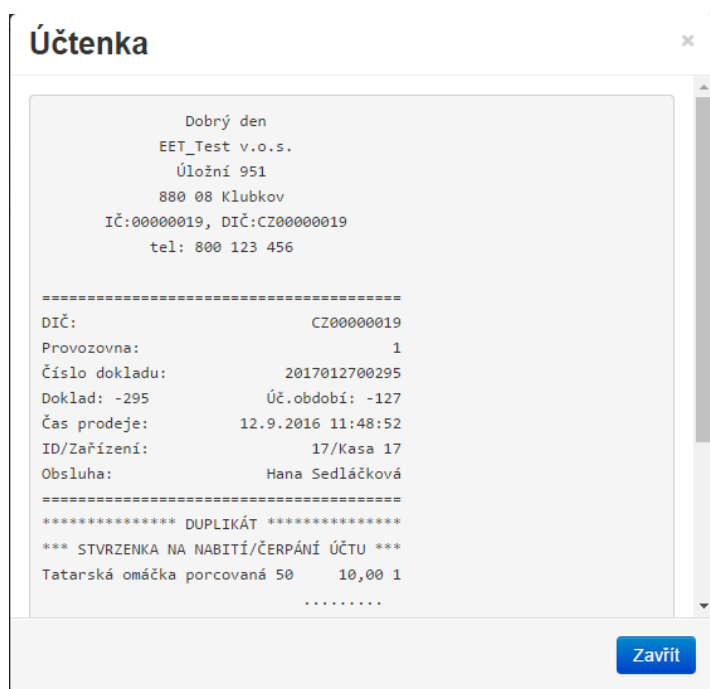 Účtenka
×
Dobrý den
EET_Test v.o.s.
Úložní 951
880 08 Klubkov
IČ:00000019, DIČ:CZ00000019
tel: 800 123 456
========================================
DIČ: CZ00000019
Provozovna: 1
Číslo dokladu: 2017012700295
Doklad: -295 Úč.období: -127
Čas prodeje: 12.9.2016 11:48:52
ID/Zařízení: 17/Kasa 17
Obsluha: Hana Sedláčková
========================================
*************** DUPLIKÁT ***************
*** STVRZENKA NA NABITÍ/ČERPÁNÍ ÚČTU ***
Tatarská omáčka porcovaná 50 10,00 1
.........
Zavřít